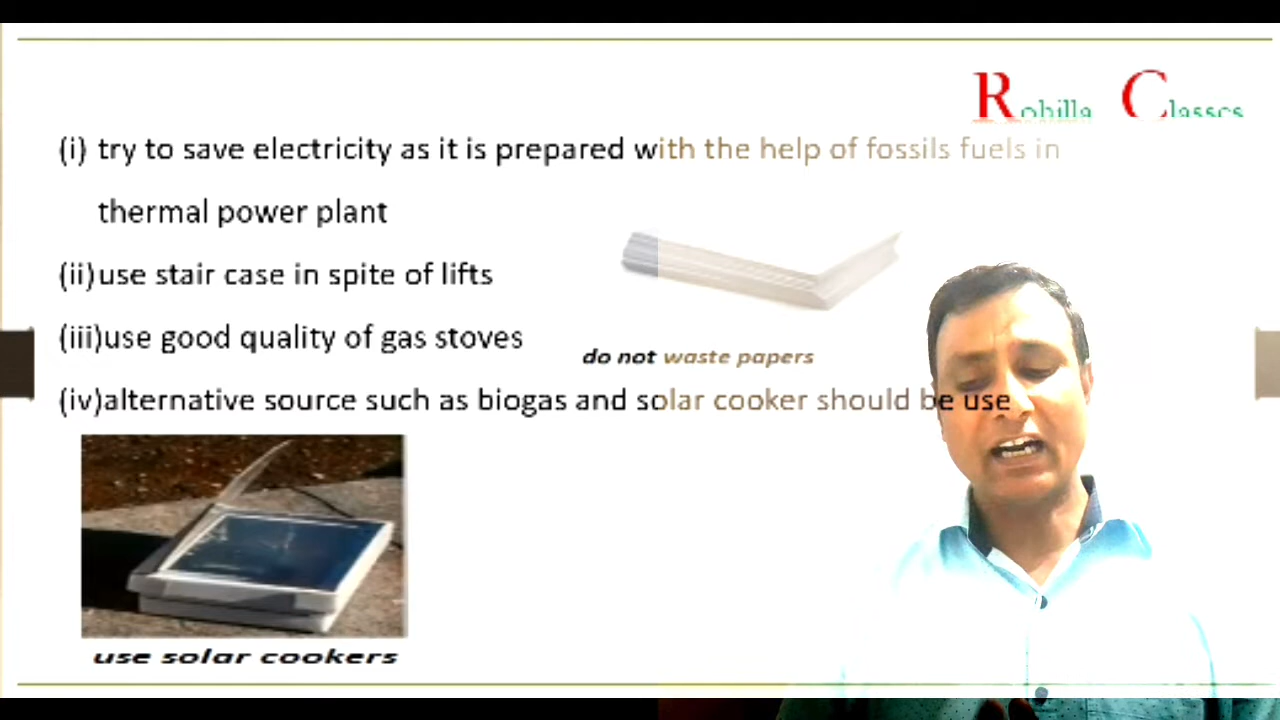 Rohilla Classes
(i) try to save electricity as it is prepared with the help of fossils fuels in
thermal power plant
(ii)use stair case in spite of lifts
(iii)use good quality of gas stoves
do not waste papers
(iv)alternative source such as biogas and solar cooker should be use
use solar cookers